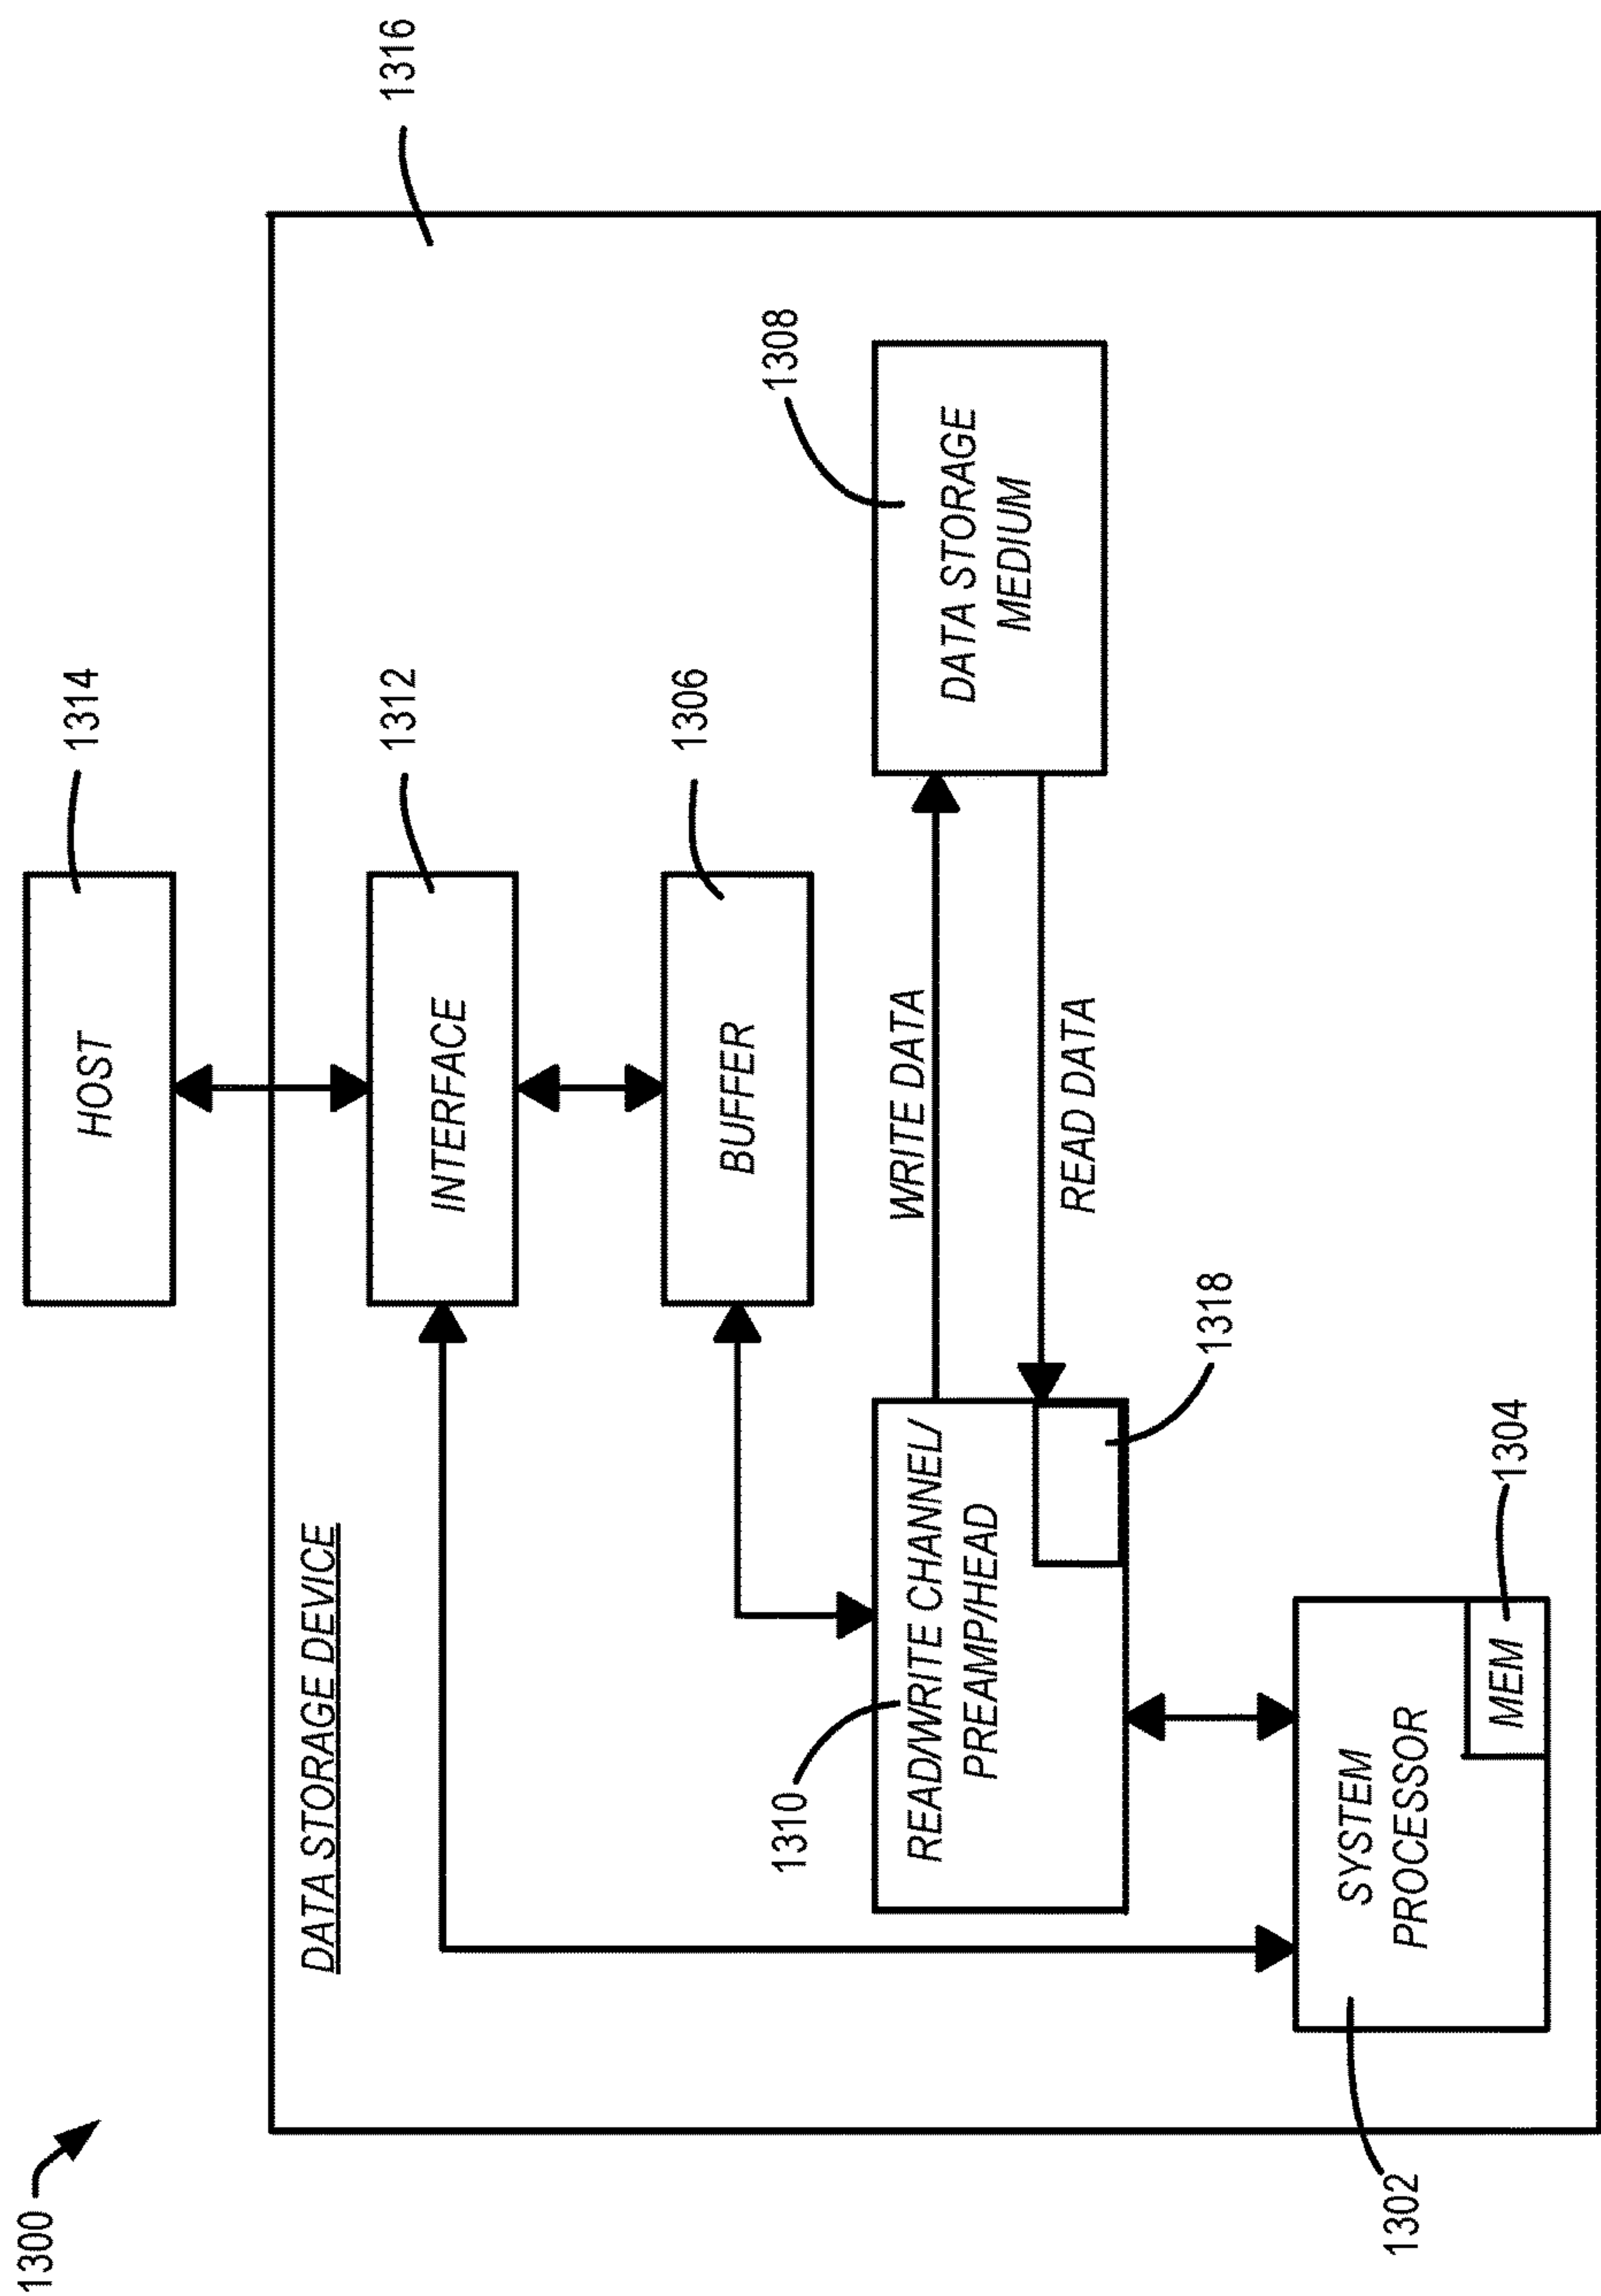 1300
HOST
1314
1316
DATA STORAGE DEVICE
INTERFACE
1312
BUFFER
1306
1310
READ/WRITE CHANNEL/
PREAMP/HEAD
WRITE DATA
READ DATA
1308
DATA STORAGE
MEDIUM
1318
1302
SYSTEM
PROCESSOR
MEM
1304